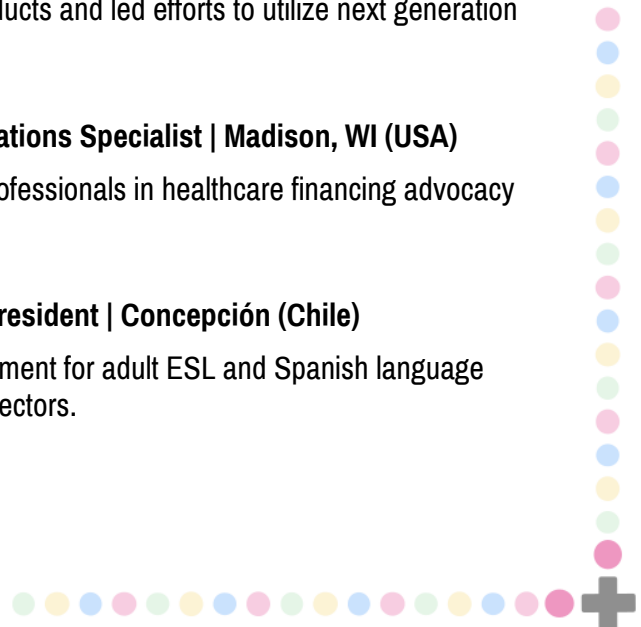 ducts and led efforts to utilize next generation
ations Specialist | Madison, WI (USA)
ofessionals in healthcare financing advocacy
resident | Concepción (Chile)
ment for adult ESL and Spanish language
ectors.